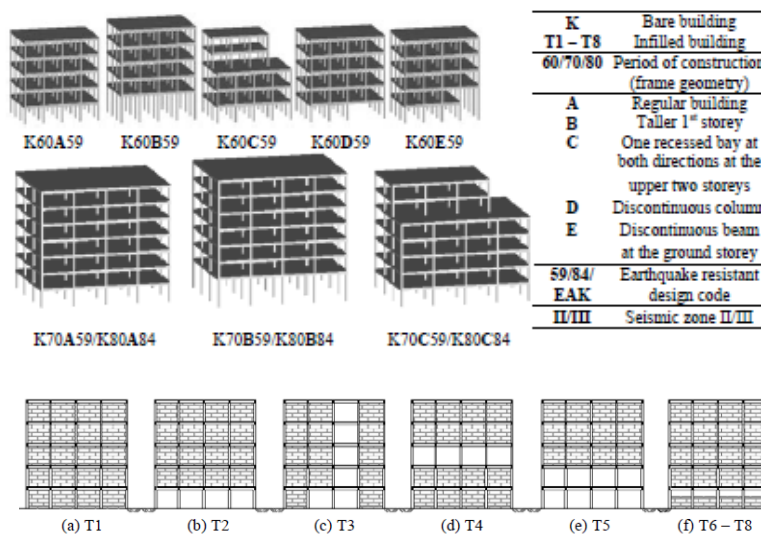 K60A59 K60B59 K60C59 K60D59 K60E59
K70A59/K80A84 K70B59/K80B84 K70C59/K80C84
K Bare building
T1 – T8 Infilled building
60/70/80 Period of construction
(frame geometry)
A Regular building
B Taller 1st storey
C One recessed bay at
both directions at the
upper two storeys
D Discontinuous column
E Discontinuous beam
at the ground storey
59/84/ Earthquake resistant
EAK design code
II/III Seismic zone II/III
(a) T1 (b) T2 (c) T3 (d) T4 (e) T5 (f) T6 – T8